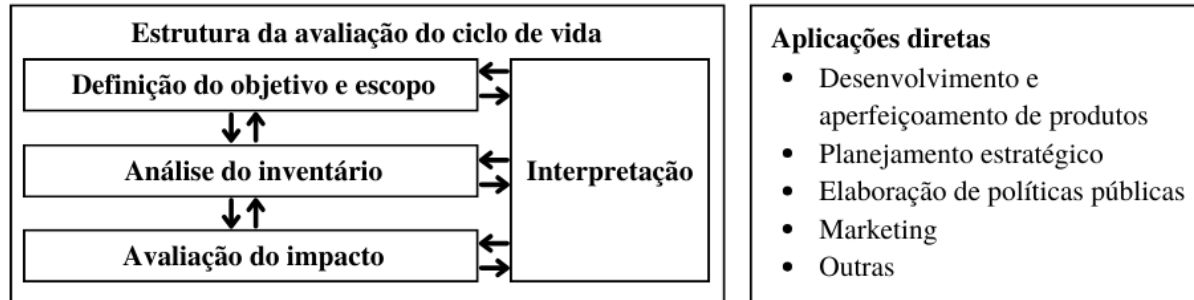 Estrutura da avaliação do ciclo de vida
Definição do objetivo e escopo
Análise do inventário
Avaliação do impacto
Interpretação
Aplicações diretas
• Desenvolvimento e
aperfeiçoamento de produtos
• Planejamento estratégico
• Elaboração de políticas públicas
• Marketing
• Outras